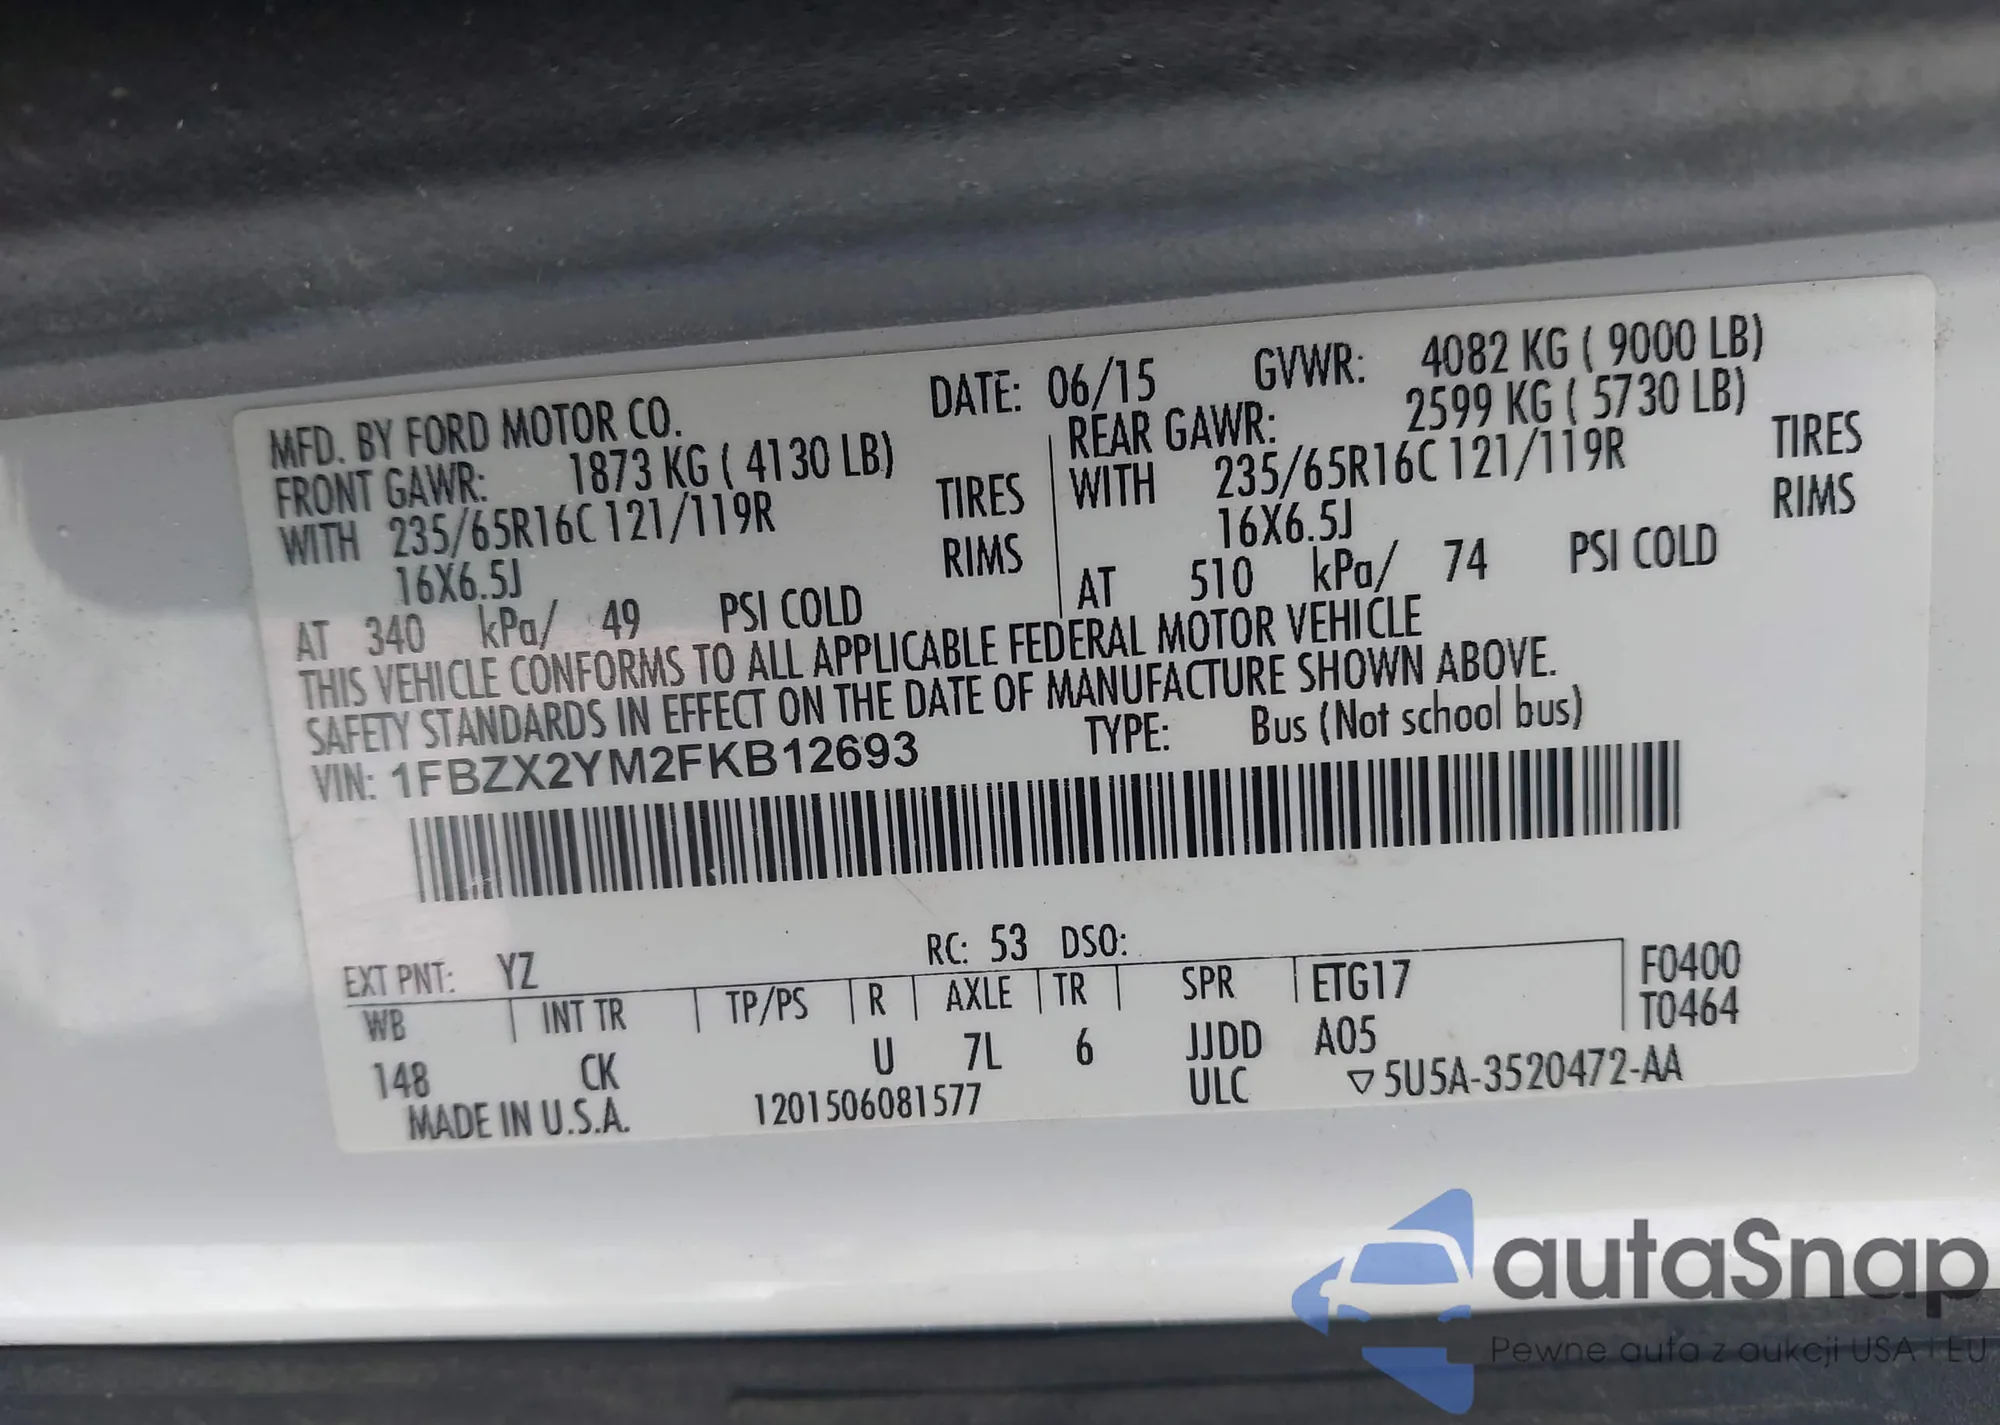 MFD. BY FORD MOTOR CO. DATE: 06/15 GVWR: 4082 KG ( 9000 LB)
FRONT GAWR: 1873 KG ( 4130 LB) REAR GAWR: 2599 KG ( 5730 LB)
WITH 235/65R16C 121/119R TIRES WITH 235/65R16C 121/119R TIRES
16X6.5J RIMS 16X6.5J RIMS
AT 340 kPa/ 49 PSI COLD AT 510 kPa/ 74 PSI COLD
THIS VEHICLE CONFORMS TO ALL APPLICABLE FEDERAL MOTOR VEHICLE
SAFETY STANDARDS IN EFFECT ON THE DATE OF MANUFACTURE SHOWN ABOVE.
VIN: 1FBZX2YM2FKB12693 TYPE: Bus (Not school bus)
EXT PNT: YZ RC: 53 DSO: F0400
WB INT TR TP/PS R AXLE TR SPR ETG17 T0464
148 CK U 7L 6 JJDD A05
MADE IN U.S.A. 1201506081577 ULC ▽5U5A-3520472-AA
autaSnap
Pewne auta z aukcji USA i EU